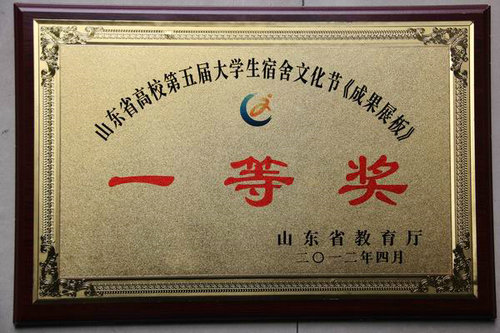 山东省高校第五届大学生宿舍文化节《成果展板》
一等奖
山东省教育厅
二〇一二年四月